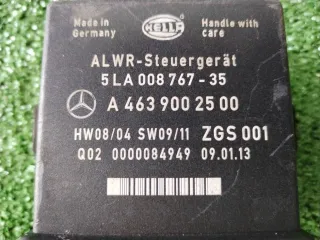 Made in Germany HELLA Handle with care
ALWR-Steuergerät
5 LA 008 767 - 35
A 463 900 25 00
HW08/04 SW09/11 ZGS 001
Q02 0000084949 09.01.13